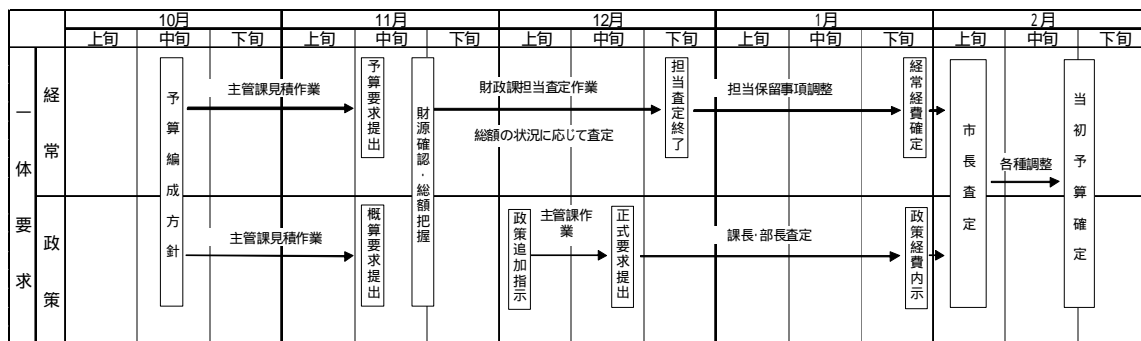 10月 11月 12月 1月 2月
上旬 中旬 下旬 上旬 中旬 下旬 上旬 中旬 下旬 上旬 中旬 下旬 上旬 中旬 下旬
一体要求
経常
予算編成方針
主管課見積作業
予算要求提出
財源確認・総額把握
財政課担当査定作業
総額の状況に応じて査定
担当査定終了
担当保留事項調整
経常経費確定
市長査定
各種調整
当初予算確定
政策
主管課見積作業
概算要求提出
政策追加指示
主管課作
業
正式要求提出
課長・部長査定
政策経費内示